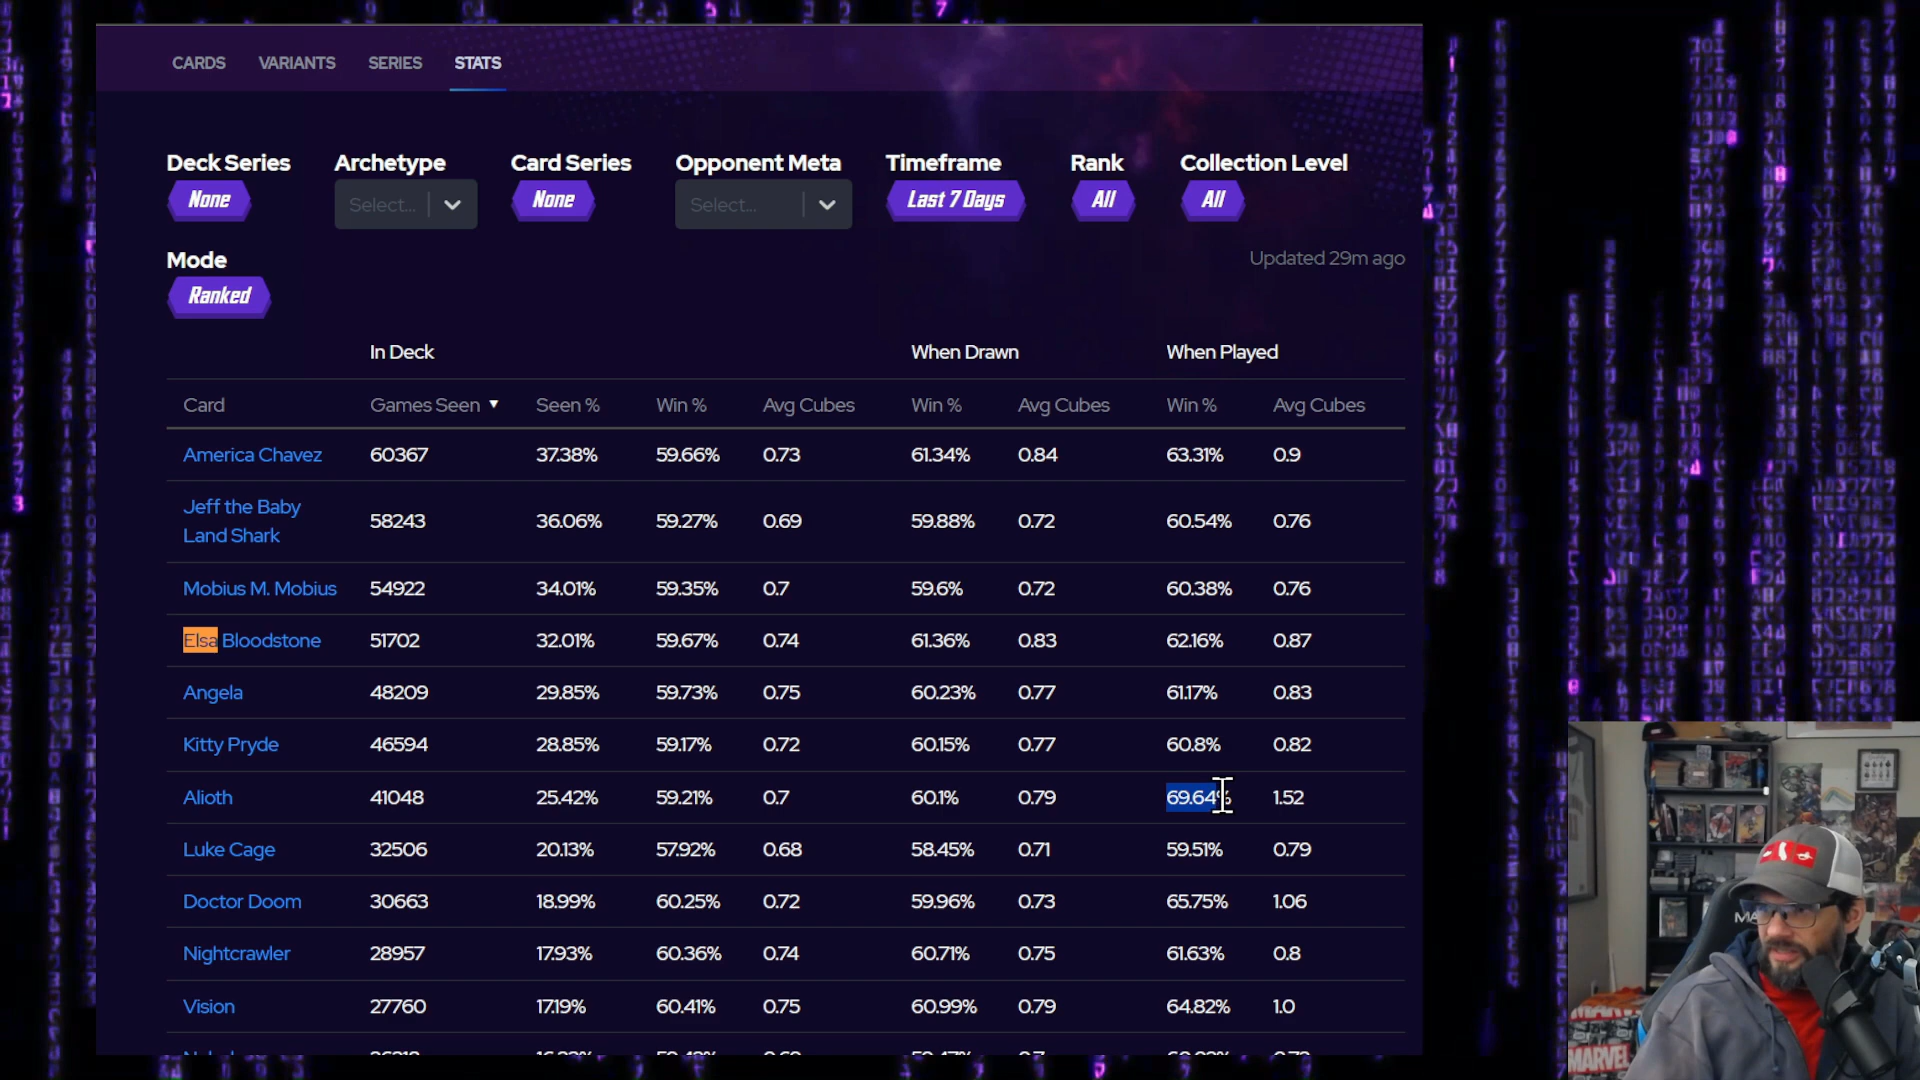 CARDS VARIANTS SERIES STATS
Deck Series Archetype Card Series Opponent Meta Timeframe Rank Collection Level
None Select... None Select... Last 7 Days All All
Mode Updated 29m ago
Ranked
In Deck When Drawn When Played
Card Games Seen Seen % Win % Avg Cubes Win % Avg Cubes Win % Avg Cubes
America Chavez 60367 37.38% 59.66% 0.73 61.34% 0.84 63.31% 0.9
Jeff the Baby
Land Shark 58243 36.06% 59.27% 0.69 59.88% 0.72 60.54% 0.76
Mobius M. Mobius 54922 34.01% 59.35% 0.7 59.6% 0.72 60.38% 0.76
Elsa Bloodstone 51702 32.01% 59.67% 0.74 61.36% 0.83 62.16% 0.87
Angela 48209 29.85% 59.73% 0.75 60.23% 0.77 61.17% 0.83
Kitty Pryde 46594 28.85% 59.17% 0.72 60.15% 0.77 60.8% 0.82
Alioth 41048 25.42% 59.21% 0.7 60.1% 0.79 69.64% 1.52
Luke Cage 32506 20.13% 57.92% 0.68 58.45% 0.71 59.51% 0.79
Doctor Doom 30663 18.99% 60.25% 0.72 59.96% 0.73 65.75% 1.06
Nightcrawler 28957 17.93% 60.36% 0.74 60.71% 0.75 61.63% 0.8
Vision 27760 17.19% 60.41% 0.75 60.99% 0.79 64.82% 1.0
MARVEL